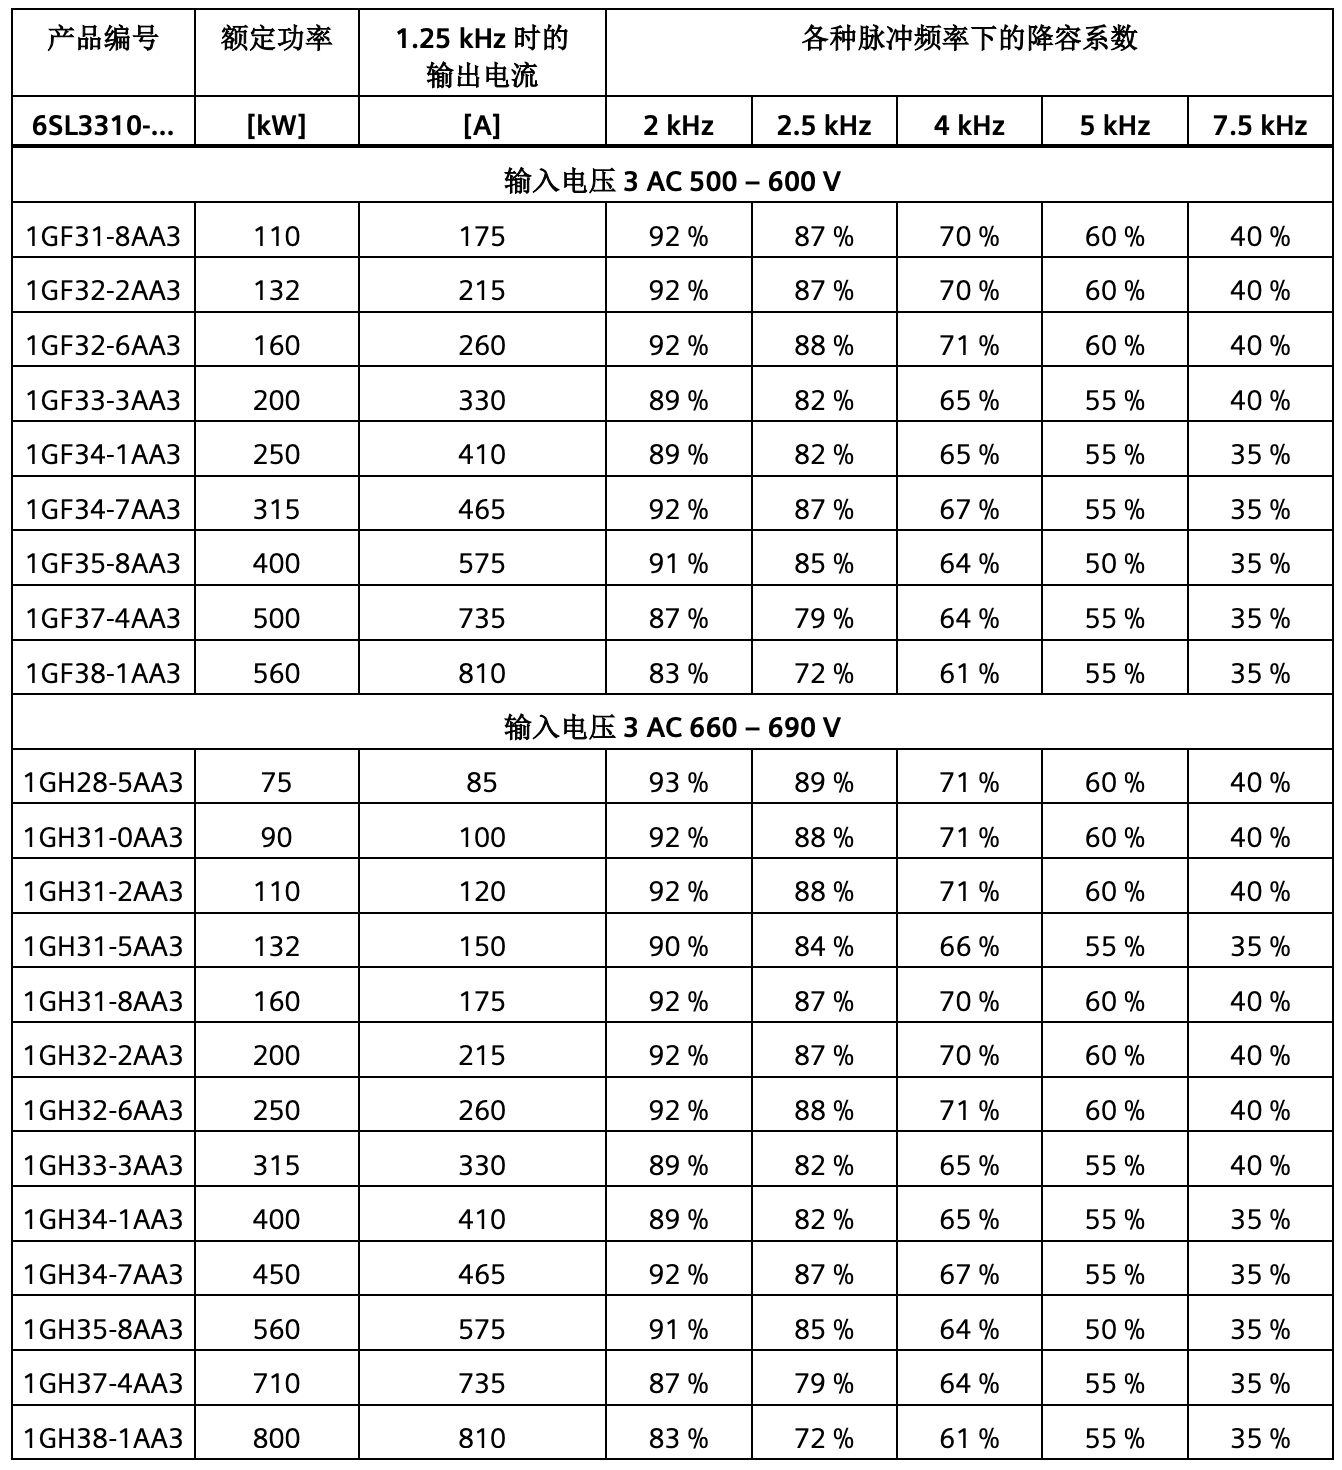 产品编号 额定功率 1.25 kHz 时的 各种脉冲频率下的降容系数
输出电流
6SL3310-... [kW] [A] 2 kHz 2.5 kHz 4 kHz 5 kHz 7.5 kHz
输入电压 3 AC 500 – 600 V
1GF31-8AA3 110 175 92 % 87 % 70 % 60 % 40 %
1GF32-2AA3 132 215 92 % 87 % 70 % 60 % 40 %
1GF32-6AA3 160 260 92 % 88 % 71 % 60 % 40 %
1GF33-3AA3 200 330 89 % 82 % 65 % 55 % 40 %
1GF34-1AA3 250 410 89 % 82 % 65 % 55 % 35 %
1GF34-7AA3 315 465 92 % 87 % 67 % 55 % 35 %
1GF35-8AA3 400 575 91 % 85 % 64 % 50 % 35 %
1GF37-4AA3 500 735 87 % 79 % 64 % 55 % 35 %
1GF38-1AA3 560 810 83 % 72 % 61 % 55 % 35 %
输入电压 3 AC 660 – 690 V
1GH28-5AA3 75 85 93 % 89 % 71 % 60 % 40 %
1GH31-0AA3 90 100 92 % 88 % 71 % 60 % 40 %
1GH31-2AA3 110 120 92 % 88 % 71 % 60 % 40 %
1GH31-5AA3 132 150 90 % 84 % 66 % 55 % 35 %
1GH31-8AA3 160 175 92 % 87 % 70 % 60 % 40 %
1GH32-2AA3 200 215 92 % 87 % 70 % 60 % 40 %
1GH32-6AA3 250 260 92 % 88 % 71 % 60 % 40 %
1GH33-3AA3 315 330 89 % 82 % 65 % 55 % 40 %
1GH34-1AA3 400 410 89 % 82 % 65 % 55 % 35 %
1GH34-7AA3 450 465 92 % 87 % 67 % 55 % 35 %
1GH35-8AA3 560 575 91 % 85 % 64 % 50 % 35 %
1GH37-4AA3 710 735 87 % 79 % 64 % 55 % 35 %
1GH38-1AA3 800 810 83 % 72 % 61 % 55 % 35 %